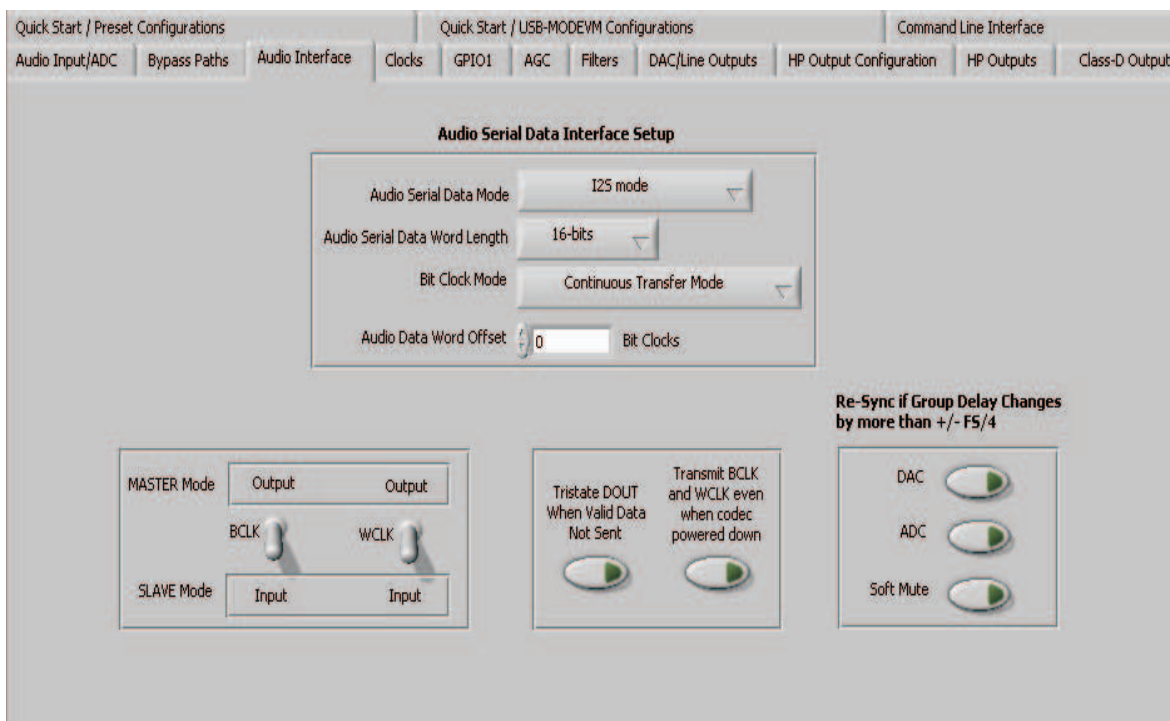 Quick Start / Preset Configurations
Quick Start / USB-MODEVM Configurations
Command Line Interface
Audio Input/ADC
Bypass Paths
Audio Interface
Clocks
GPIO1
AGC
Filters
DAC/Line Outputs
HP Output Configuration
HP Outputs
Class-D Output
Audio Serial Data Interface Setup
Audio Serial Data Mode
I2S mode
Audio Serial Data Word Length
16-bits
Bit Clock Mode
Continuous Transfer Mode
Audio Data Word Offset
0
Bit Clocks
MASTER Mode
Output
Output
BCLK
WCLK
SLAVE Mode
Input
Input
Tristate DOUT
When Valid Data
Not Sent
Transmit BCLK
and WCLK even
when codec
powered down
Re-Sync if Group Delay Changes
by more than +/- FS/4
DAC
ADC
Soft Mute